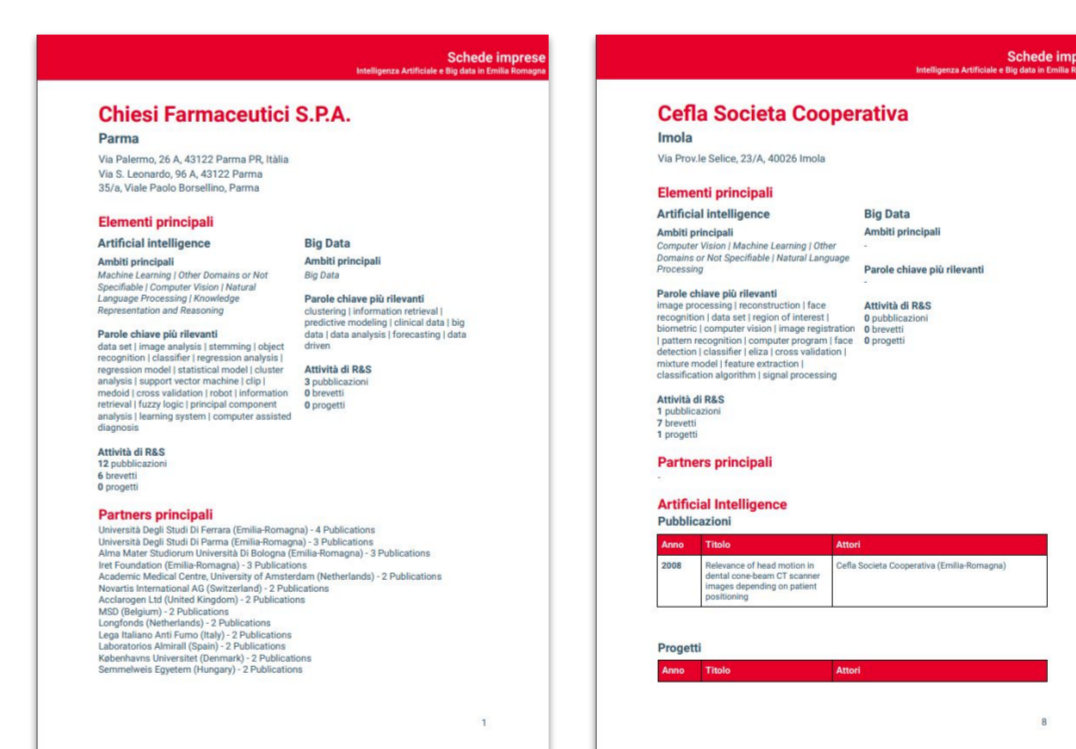 Schede imprese
Intelligenza Artificiale e Big data in Emilia Romagna
Chiesi Farmaceutici S.P.A.
Parma
Via Palermo, 26 A, 43122 Parma PR, Itàlia
Via S. Leonardo, 96 A, 43122 Parma
35/a, Viale Paolo Borsellino, Parma
Elementi principali
Artificial intelligence
Ambiti principali
Machine Learning | Other Domains or Not
Specifiable | Computer Vision | Natural
Language Processing | Knowledge
Representation and Reasoning
Parole chiave più rilevanti
data set | image analysis | stemming | object
recognition | classifier | regression analysis |
regression model | statistical model | cluster
analysis | support vector machine | clip |
medoid | cross validation | robot | information
retrieval | fuzzy logic | principal component
analysis | learning system | computer assisted
diagnosis
Attività di R&S
12 pubblicazioni
6 brevetti
0 progetti
Big Data
Ambiti principali
Big Data
Parole chiave più rilevanti
clustering | information retrieval |
predictive modeling | clinical data | big
data | data analysis | forecasting | data
driven
Attività di R&S
3 pubblicazioni
0 brevetti
0 progetti
Partners principali
Università Degli Studi Di Ferrara (Emilia-Romagna) - 4 Publications
Università Degli Studi Di Parma (Emilia-Romagna) - 3 Publications
Alma Mater Studiorum Università Di Bologna (Emilia-Romagna) - 3 Publications
Iret Foundation (Emilia-Romagna) - 3 Publications
Academic Medical Centre, University of Amsterdam (Netherlands) - 2 Publications
Novartis International AG (Switzerland) - 2 Publications
Acclarogen Ltd (United Kingdom) - 2 Publications
MSD (Belgium) - 2 Publications
Longfonds (Netherlands) - 2 Publications
Lega Italiano Anti Fumo (Italy) - 2 Publications
Laboratorios Almirall (Spain) - 2 Publications
Københavns Universitet (Denmark) - 2 Publications
Semmelweis Egyetem (Hungary) - 2 Publications
1
Schede imp
Intelligenza Artificiale e Big data in Emilia R
Cefla Societa Cooperativa
Imola
Via Prov.le Selice, 23/A, 40026 Imola
Elementi principali
Artificial intelligence
Ambiti principali
Computer Vision | Machine Learning | Other
Domains or Not Specifiable | Natural Language
Processing
Parole chiave più rilevanti
image processing | reconstruction | face
recognition | data set | region of interest |
biometric | computer vision | image registration
| pattern recognition | computer program | face
detection | classifier | eliza | cross validation |
mixture model | feature extraction |
classification algorithm | signal processing
Attività di R&S
1 pubblicazioni
7 brevetti
1 progetti
Big Data
Ambiti principali
-
Parole chiave più rilevanti
-
Attività di R&S
0 pubblicazioni
0 brevetti
0 progetti
Partners principali
-
Artificial Intelligence
Pubblicazioni
Anno Titolo Attori
2008 Relevance of head motion in Cefla Societa Cooperativa (Emilia-Romagna)
dental cone-beam CT scanner
images depending on patient
positioning
Progetti
Anno Titolo Attori
8